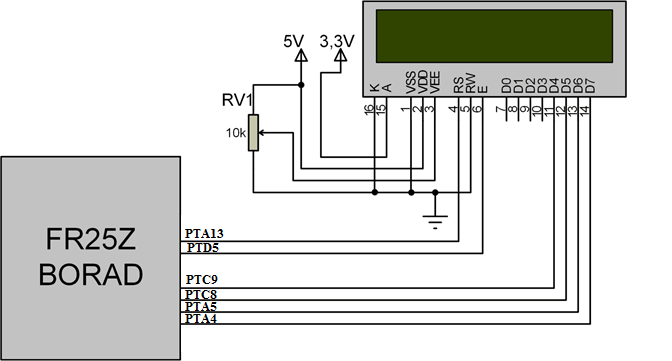 5V 3,3V
K A VSS VDD VEE RS RW E D0 D1 D2 D3 D4 D5 D6 D7
16 15 1 2 3 4 5 6 7 8 9 10 11 12 13 14
RV1
10k
FR25Z
BORAD
PTA13
PTD5
PTC9
PTC8
PTA5
PTA4